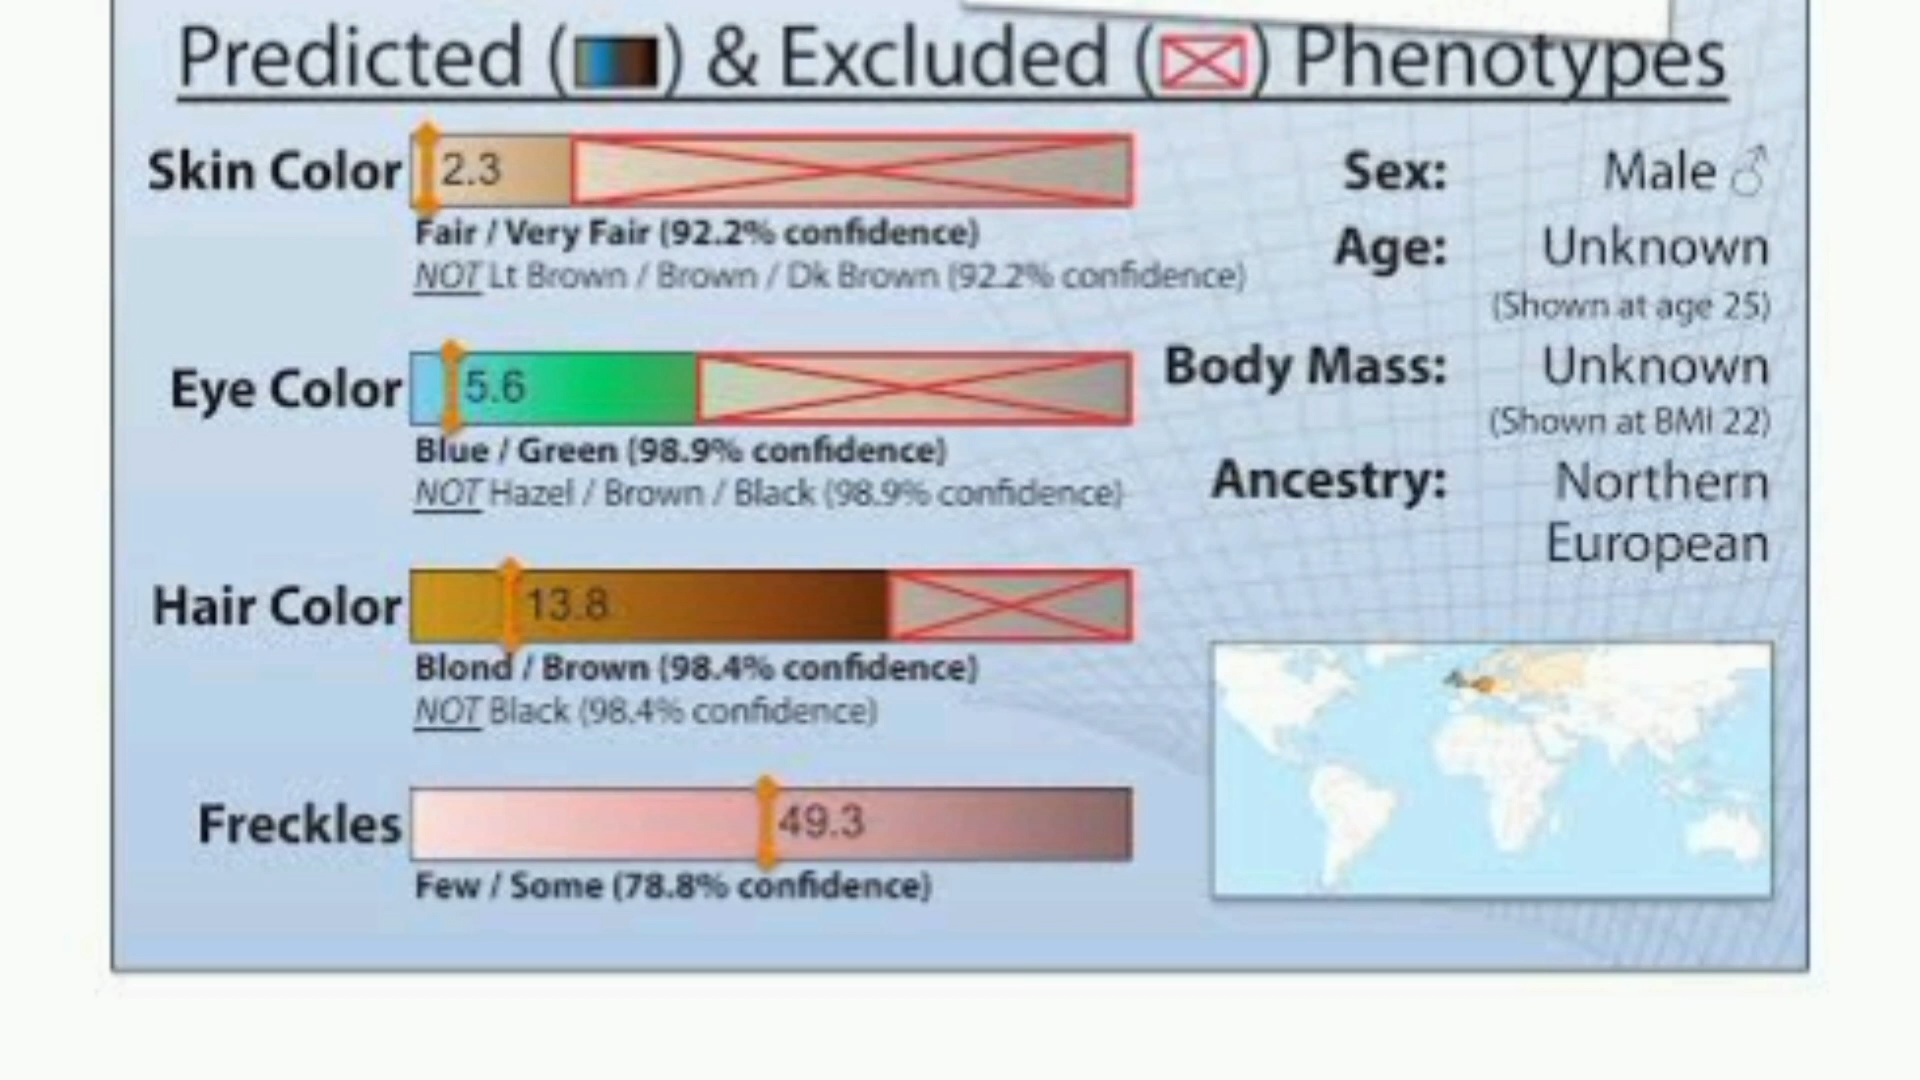 Predicted ( ) & Excluded ( ) Phenotypes
Skin Color 2.3
Fair / Very Fair (92.2% confidence)
NOT Lt Brown / Brown / Dk Brown (92.2% confidence)
Eye Color 5.6
Blue / Green (98.9% confidence)
NOT Hazel / Brown / Black (98.9% confidence)
Hair Color 13.8
Blond / Brown (98.4% confidence)
NOT Black (98.4% confidence)
Freckles 49.3
Few / Some (78.8% confidence)
Sex: Male ♂
Age: Unknown
(Shown at age 25)
Body Mass: Unknown
(Shown at BMI 22)
Ancestry: Northern
European